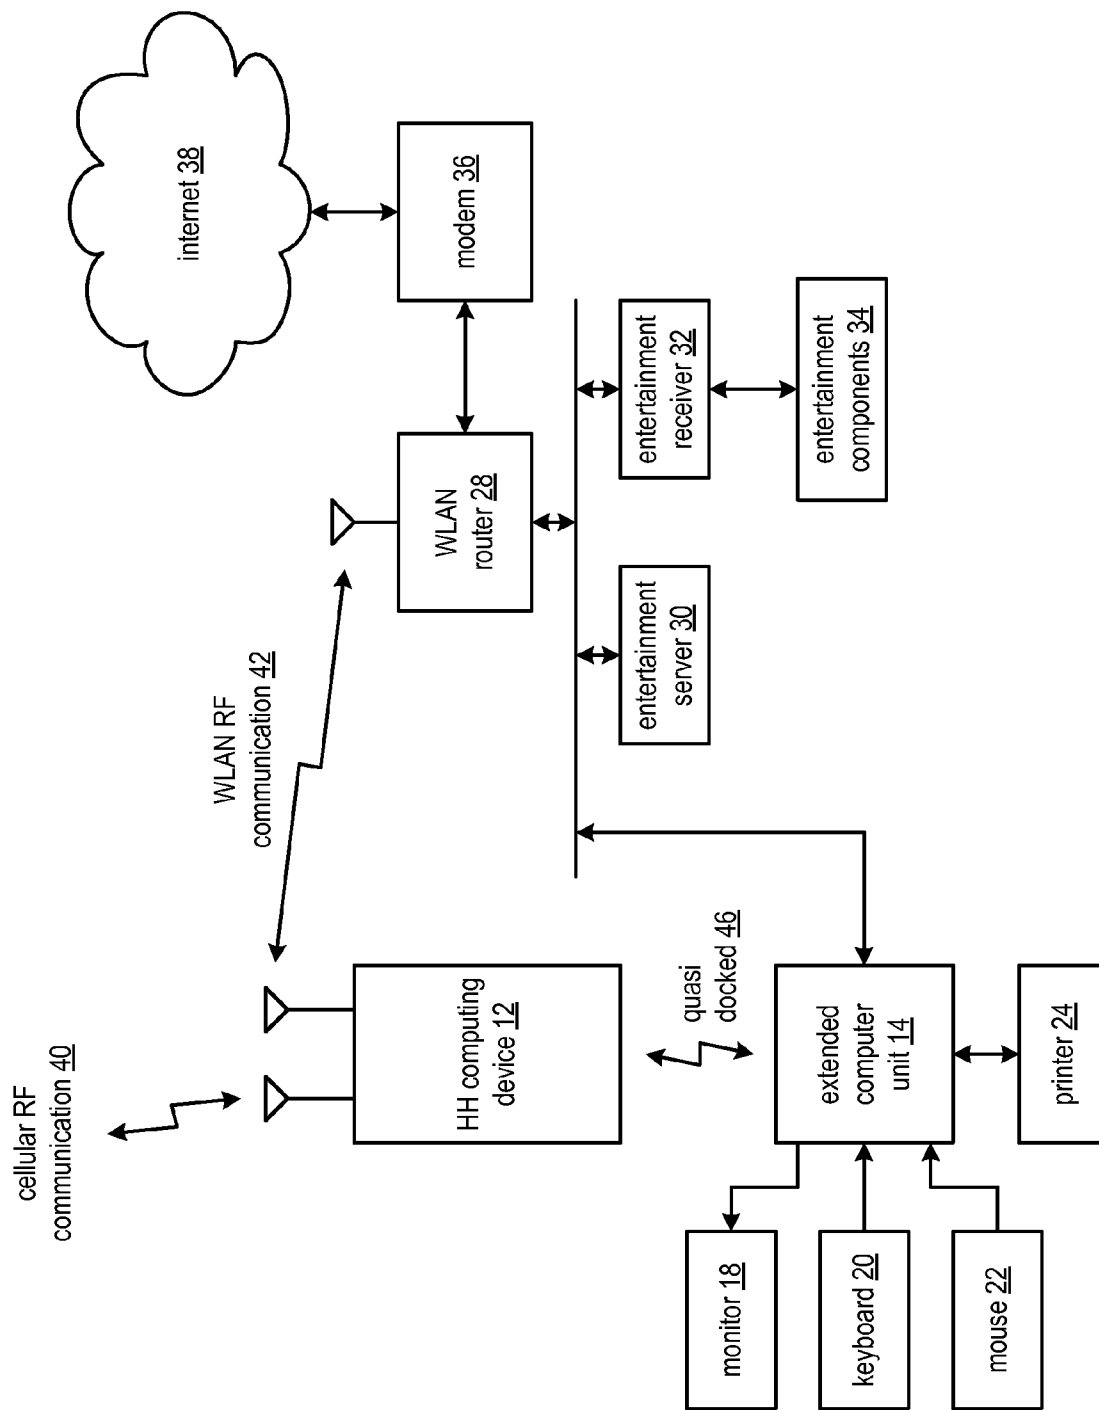 cellular RF
communication 40
WLAN RF
communication 42
internet 38
HH computing
device 12
WLAN
router 28
modem 36
quasi
docked 46
entertainment
server 30
entertainment
receiver 32
monitor 18
keyboard 20
mouse 22
extended
computer
unit 14
entertainment
components 34
printer 24